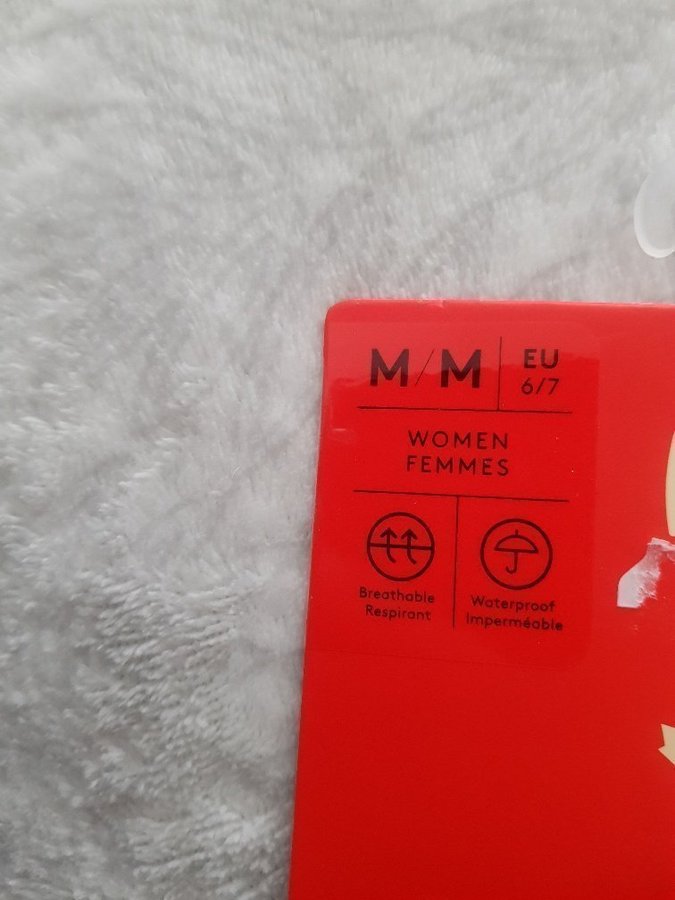 M/M
EU
6/7
WOMEN
FEMMES
Breathable
Respirant
Waterproof
Imperméable